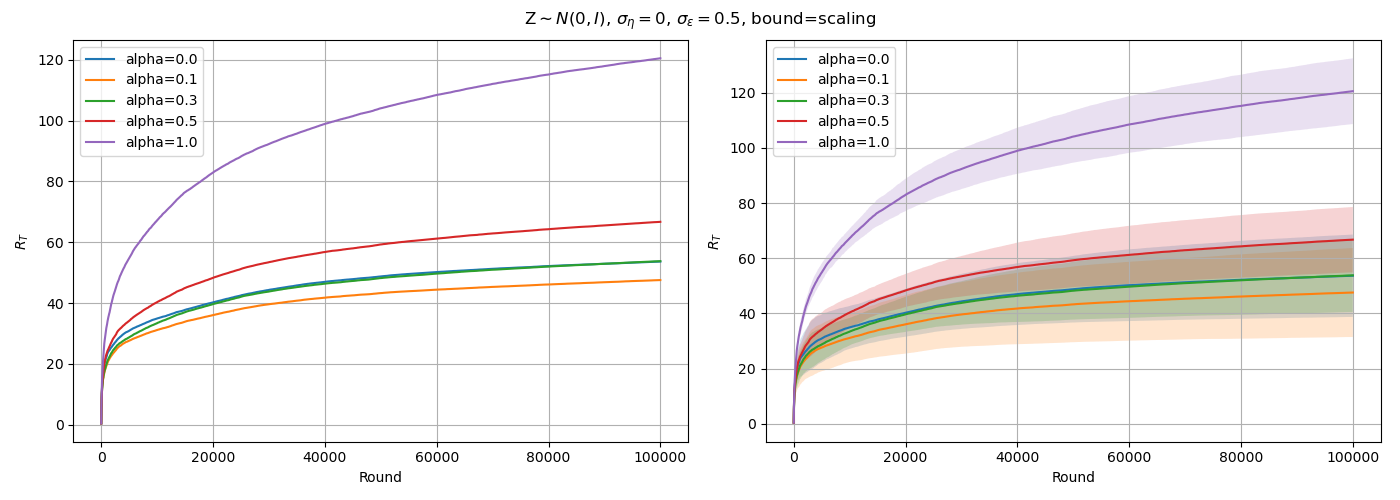 Z ∼ N(0, I), σ_η = 0, σ_ε = 0.5, bound=scaling
alpha=0.0
alpha=0.1
alpha=0.3
alpha=0.5
alpha=1.0
120
100
80
60
40
20
0
R_T
0 20000 40000 60000 80000 100000
Round
alpha=0.0
alpha=0.1
alpha=0.3
alpha=0.5
alpha=1.0
120
100
80
60
40
20
0
R_T
0 20000 40000 60000 80000 100000
Round